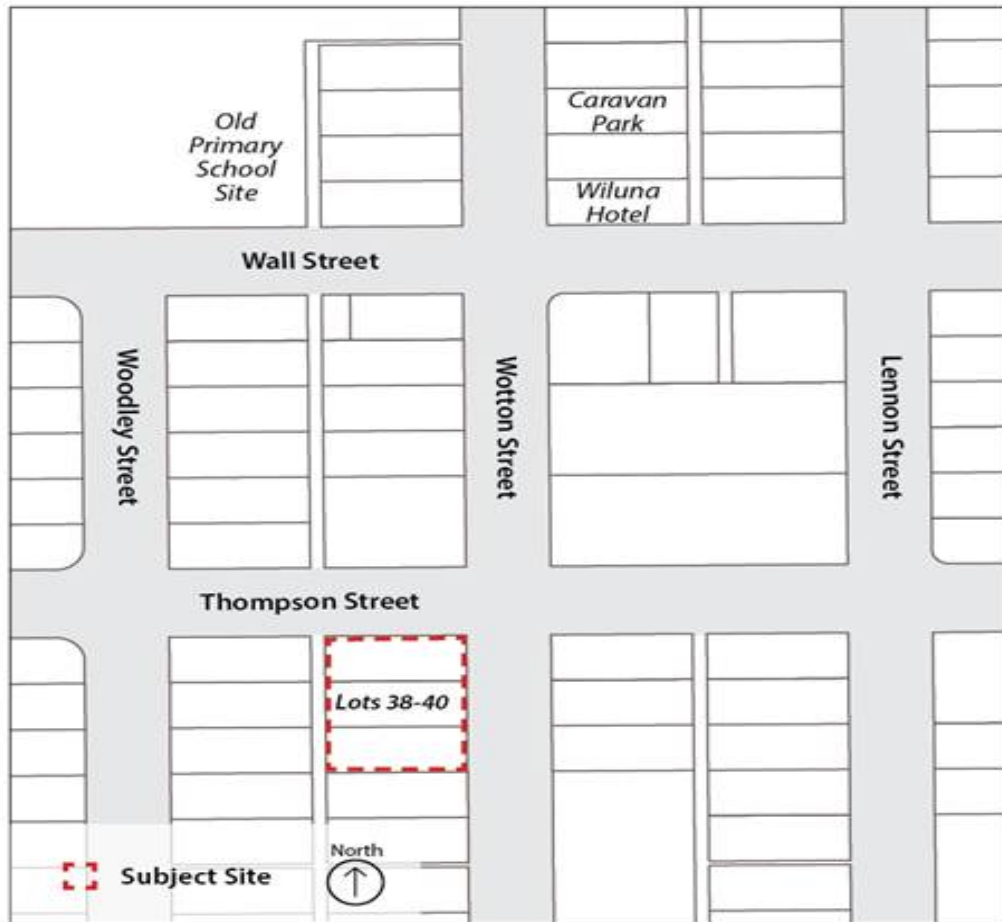 Old
Primary
School
Site
Caravan
Park
Wiluna
Hotel
Wall Street
Woodley Street
Wotton Street
Lennon Street
Thompson Street
Lots 38-40
North
Subject Site